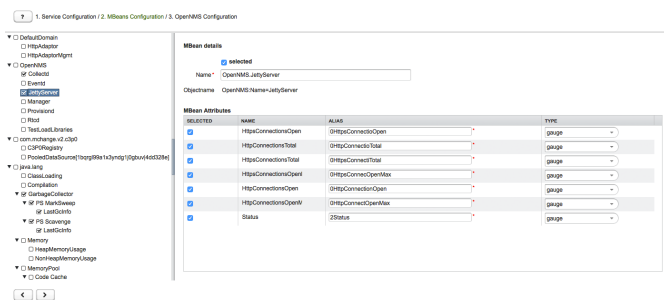 ? 1. Service Configuration / 2. MBeans Configuration / 3. OpenNMS Configuration
DefaultDomain
HttpAdaptor
HttpAdaptorMgmt
OpenNMS
Collectd
Eventd
JettyServer
Manager
Provisiond
Rtcd
TestLoadLibraries
com.mchange.v2.c3p0
C3P0Registry
java.lang
ClassLoading
Compilation
GarbageCollector
PS MarkSweep
LastGcInfo
PS Scavenge
LastGcInfo
Memory
HeapMemoryUsage
NonHeapMemoryUsage
MemoryPool
Code Cache
MBean details
selected
Name* OpenNMS.JettyServer
Objectname OpenNMS:Name=JettyServer
MBean Attributes
SELECTED NAME ALIAS TYPE
HttpsConnectionsOpen 0HttpsConnectioOpen * gauge
HttpConnectionsTotal 0HttpConnectioTotal * gauge
HttpsConnectionsTotal 0HttpsConnectiTotal * gauge
HttpsConnectionsOpenM 0HttpsConnecOpenMax * gauge
HttpConnectionsOpen 0HttpConnectionOpen * gauge
HttpConnectionsOpenM 0HttpConnectOpenMax * gauge
Status 2Status * gauge